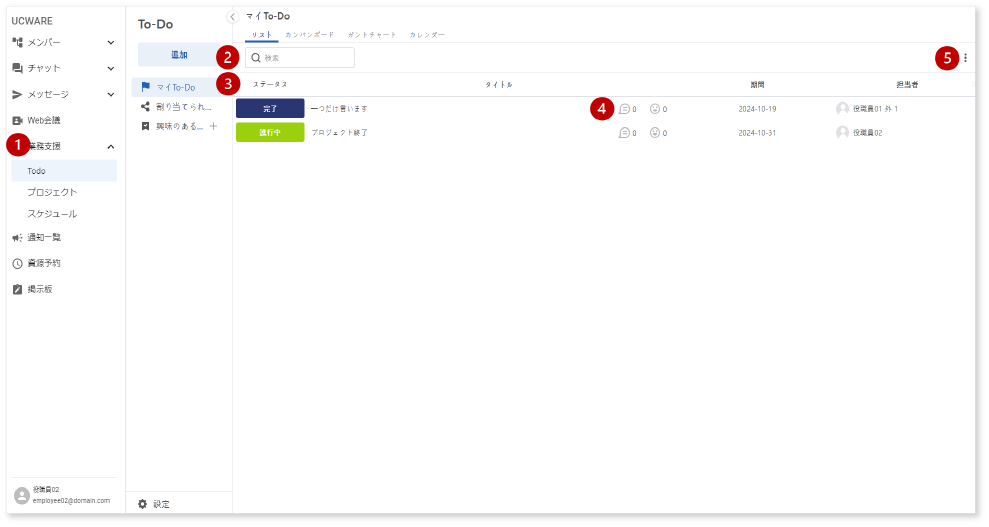 UCWARE
メンバー
チャット
メッセージ
Web会議
1
業務支援
Todo
プロジェクト
スケジュール
通知一覧
資源予約
掲示板
役職員02
employee02@domain.com
To-Do
追加
2
3
マイTo-Do
割り当てられ...
興味のある...
設定
マイTo-Do
リスト カンバンボード ガントチャート カレンダー
検索
5
ステータス タイトル 期間 担当者
完了 一つだけ言います 4 0 0 2024-10-19 役職員01 外 1
進行中 プロジェクト終了 0 0 2024-10-31 役職員02